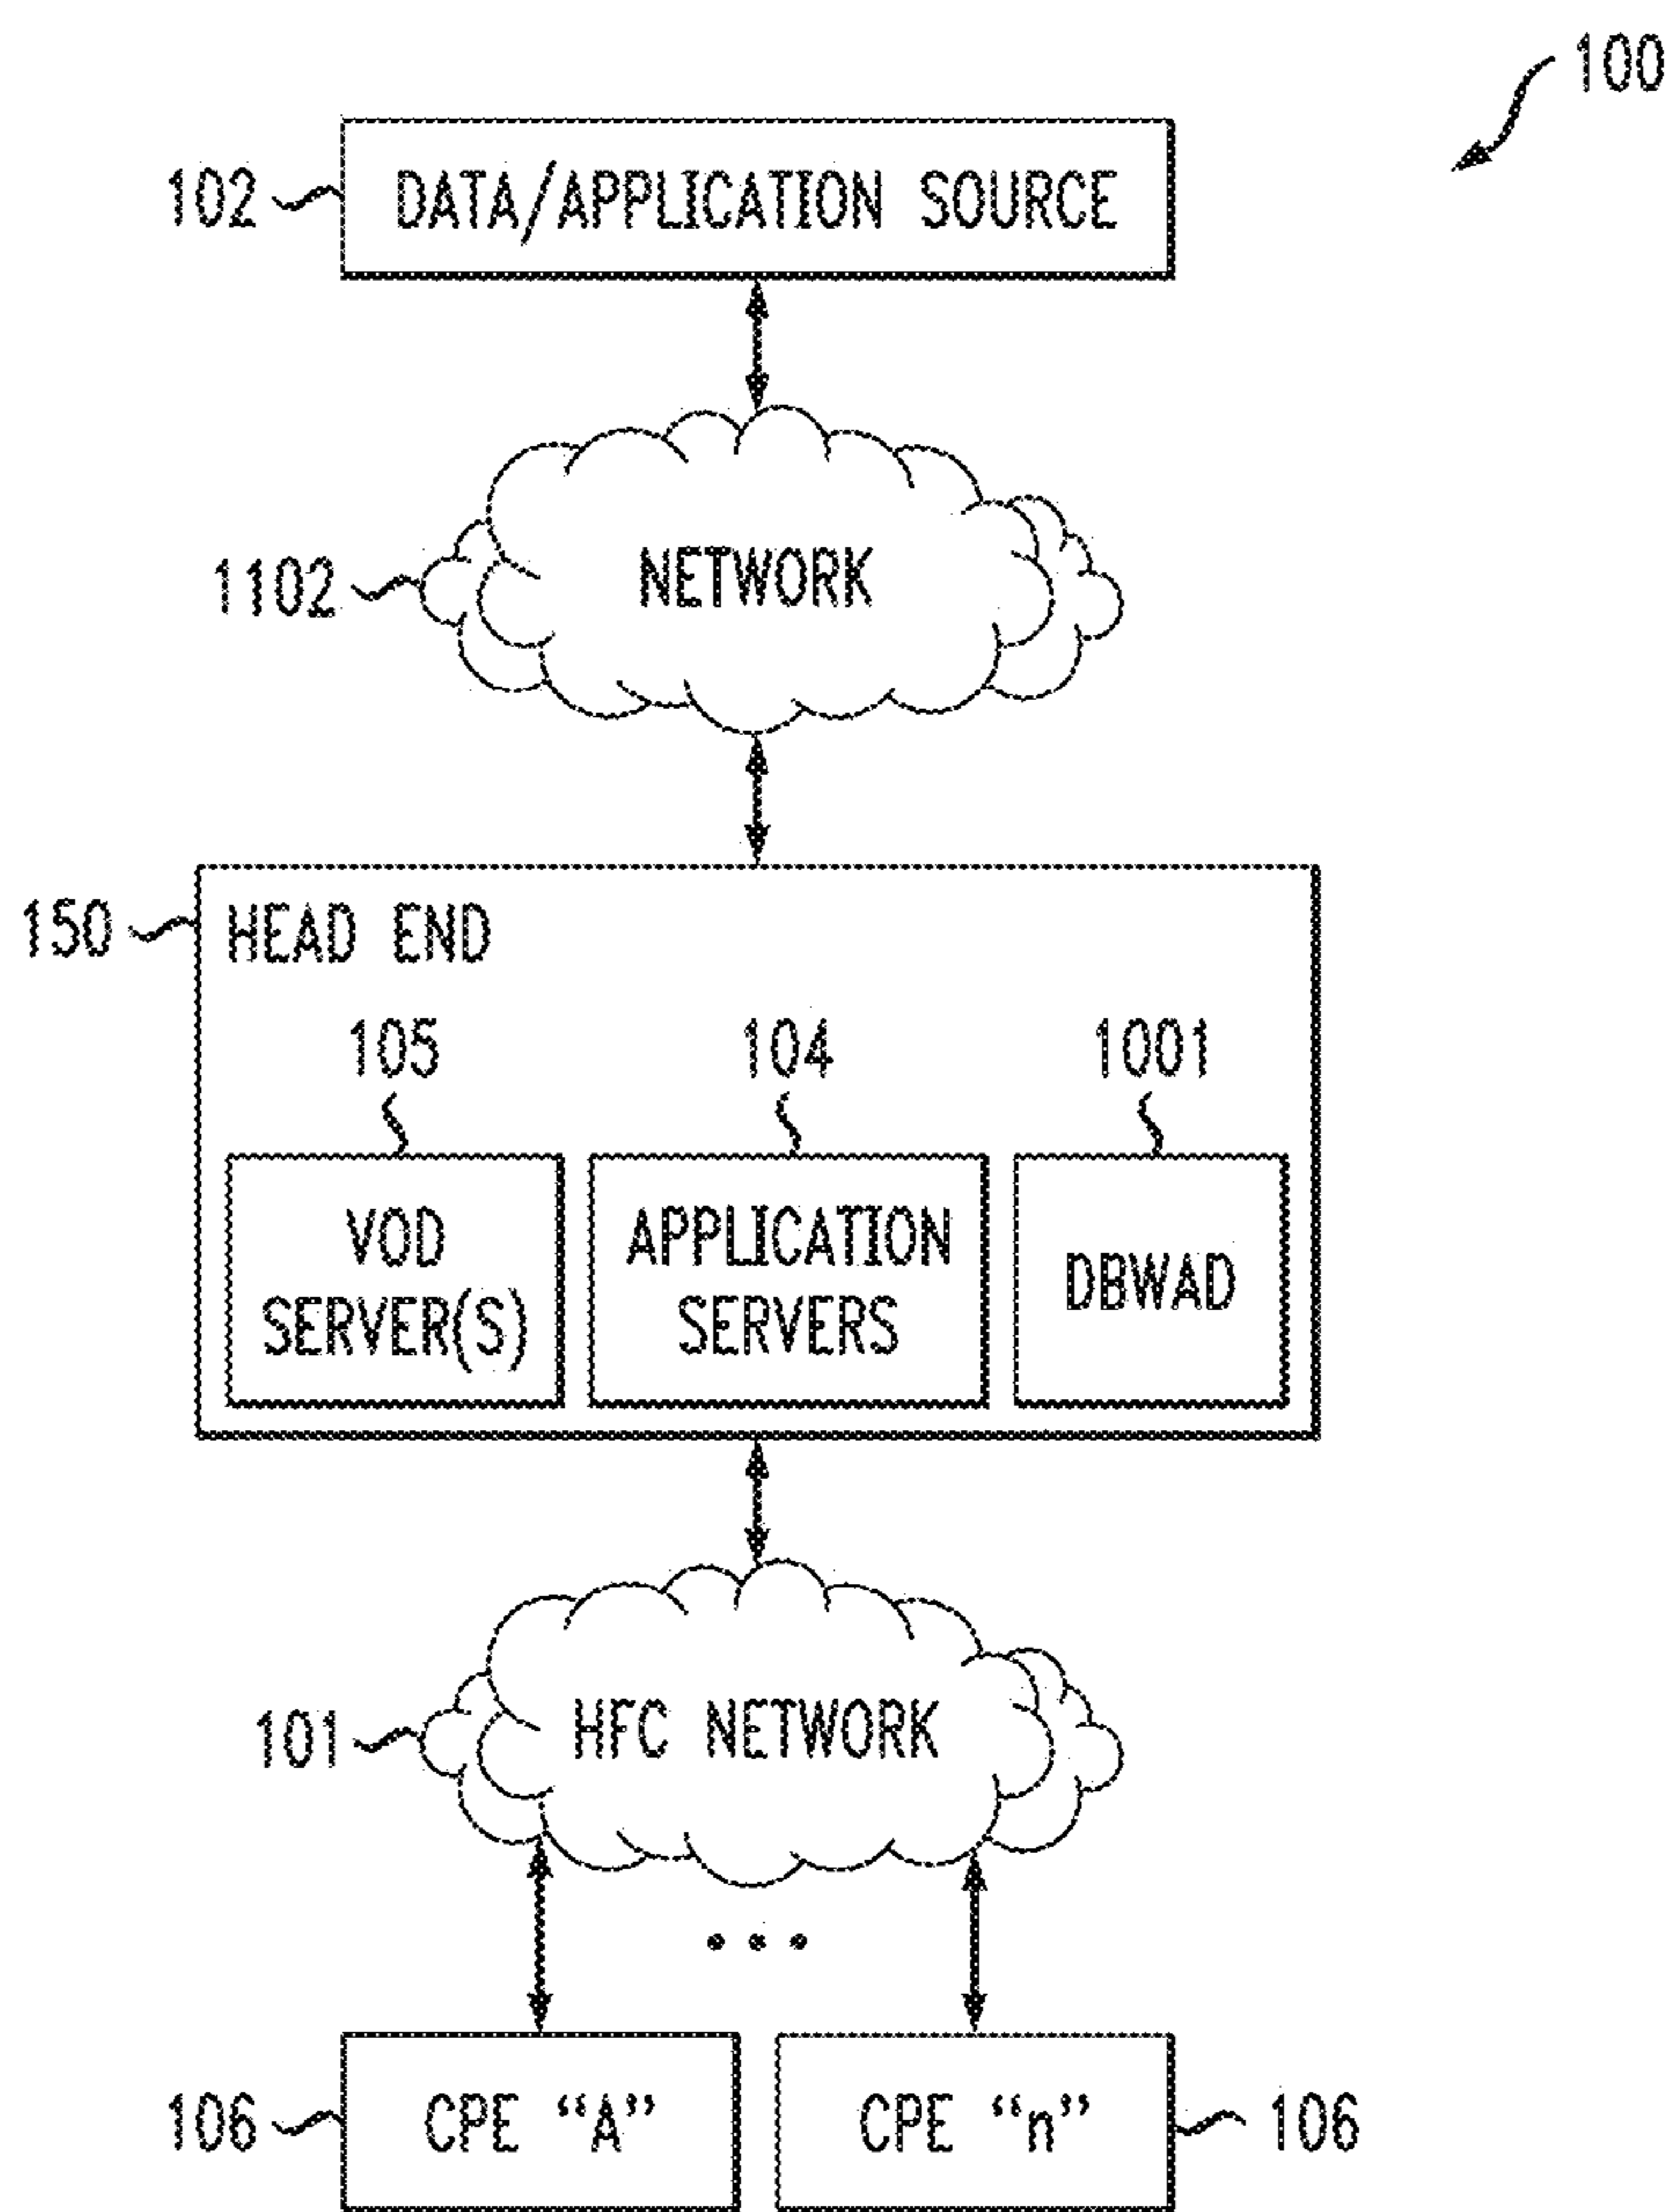 100
102 DATA/APPLICATION SOURCE
1102 NETWORK
150 HEAD END
105 104 1001
VOD SERVER(S)
APPLICATION SERVERS
DBWAD
101 HFC NETWORK
...
106 CPE “A” CPE “n” 106